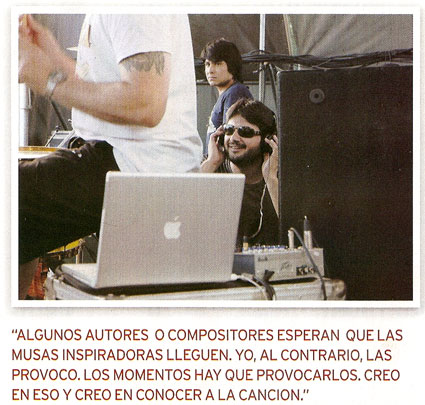 “ALGUNOS AUTORES O COMPOSITORES ESPERAN QUE LAS
MUSAS INSPIRADORAS LLEGUEN. YO, AL CONTRARIO, LAS
PROVOCO. LOS MOMENTOS HAY QUE PROVOCARLOS. CREO
EN ESO Y CREO EN CONOCER A LA CANCION.”